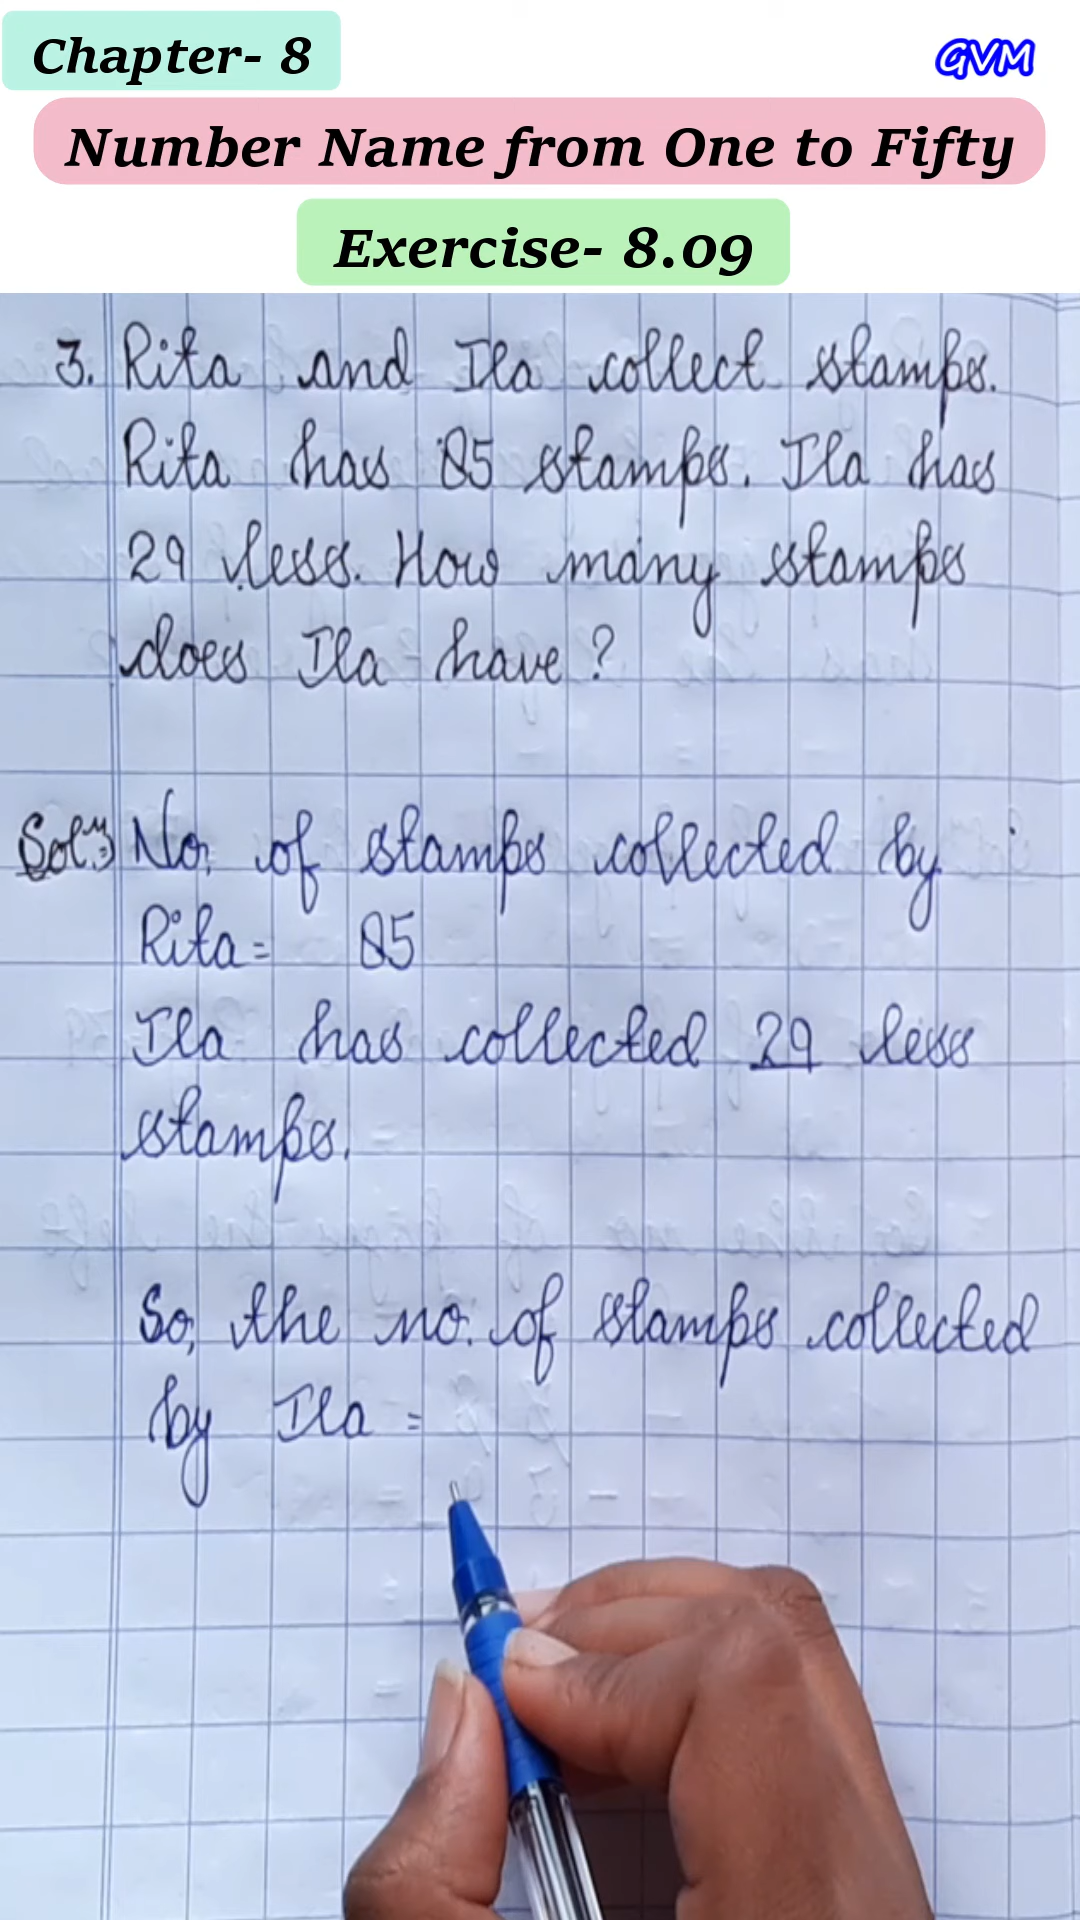 Chapter- 8
GVM
Number Name from One to Fifty
Exercise- 8.09
3. Rita and Ila collect stamps.
Rita has 85 stamps. Ila has
29 less. How many stamps
does Ila have?
Solⁿ:) No. of stamps collected by
Rita = 85
Ila has collected 29 less
stamps.
So, the no. of stamps collected
by Ila =